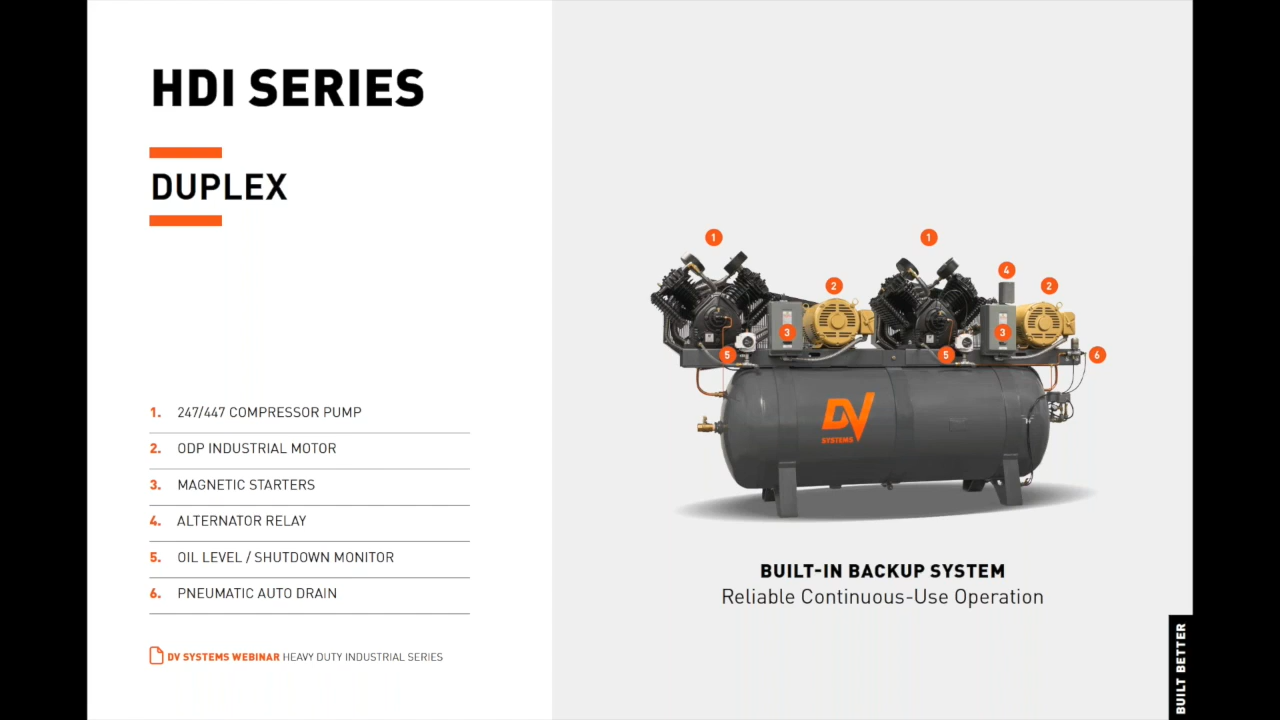 HDI SERIES
DUPLEX
1. 247/447 COMPRESSOR PUMP
2. ODP INDUSTRIAL MOTOR
3. MAGNETIC STARTERS
4. ALTERNATOR RELAY
5. OIL LEVEL / SHUTDOWN MONITOR
6. PNEUMATIC AUTO DRAIN
DV SYSTEMS WEBINAR HEAVY DUTY INDUSTRIAL SERIES
1
1
4
2
2
3
3
5
5
6
DV
SYSTEMS
BUILT-IN BACKUP SYSTEM
Reliable Continuous-Use Operation
BUILT BETTER